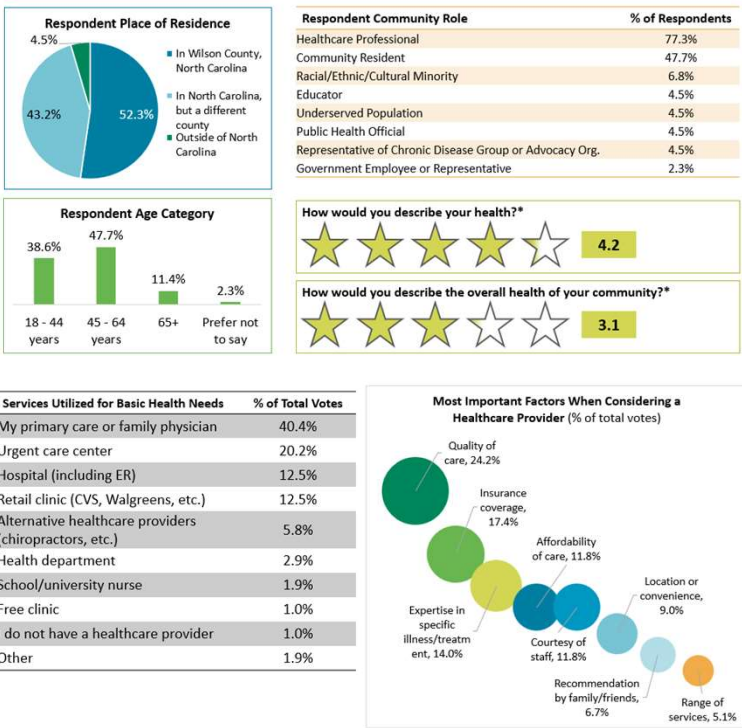 Respondent Place of Residence
4.5%
43.2%
52.3%
In Wilson County,
North Carolina
In North Carolina,
but a different
county
Outside of North
Carolina
Respondent Community Role % of Respondents
Healthcare Professional 77.3%
Community Resident 47.7%
Racial/Ethnic/Cultural Minority 6.8%
Educator 4.5%
Underserved Population 4.5%
Public Health Official 4.5%
Representative of Chronic Disease Group or Advocacy Org. 4.5%
Government Employee or Representative 2.3%
Respondent Age Category
38.6%
47.7%
11.4%
2.3%
18 - 44
years
45 - 64
years
65+
Prefer not
to say
How would you describe your health?*
4.2
How would you describe the overall health of your community?*
3.1
Services Utilized for Basic Health Needs % of Total Votes
My primary care or family physician 40.4%
Urgent care center 20.2%
Hospital (including ER) 12.5%
Retail clinic (CVS, Walgreens, etc.) 12.5%
Alternative healthcare providers
(chiropractors, etc.) 5.8%
Health department 2.9%
School/university nurse 1.9%
Free clinic 1.0%
do not have a healthcare provider 1.0%
Other 1.9%
Most Important Factors When Considering a
Healthcare Provider (% of total votes)
Quality of
care, 24.2%
Insurance
coverage,
17.4%
Expertise in
specific
illness/treatm
ent, 14.0%
Affordability
of care, 11.8%
Courtesy of
staff, 11.8%
Location or
convenience,
9.0%
Recommendation
by family/friends,
6.7%
Range of
services, 5.1%